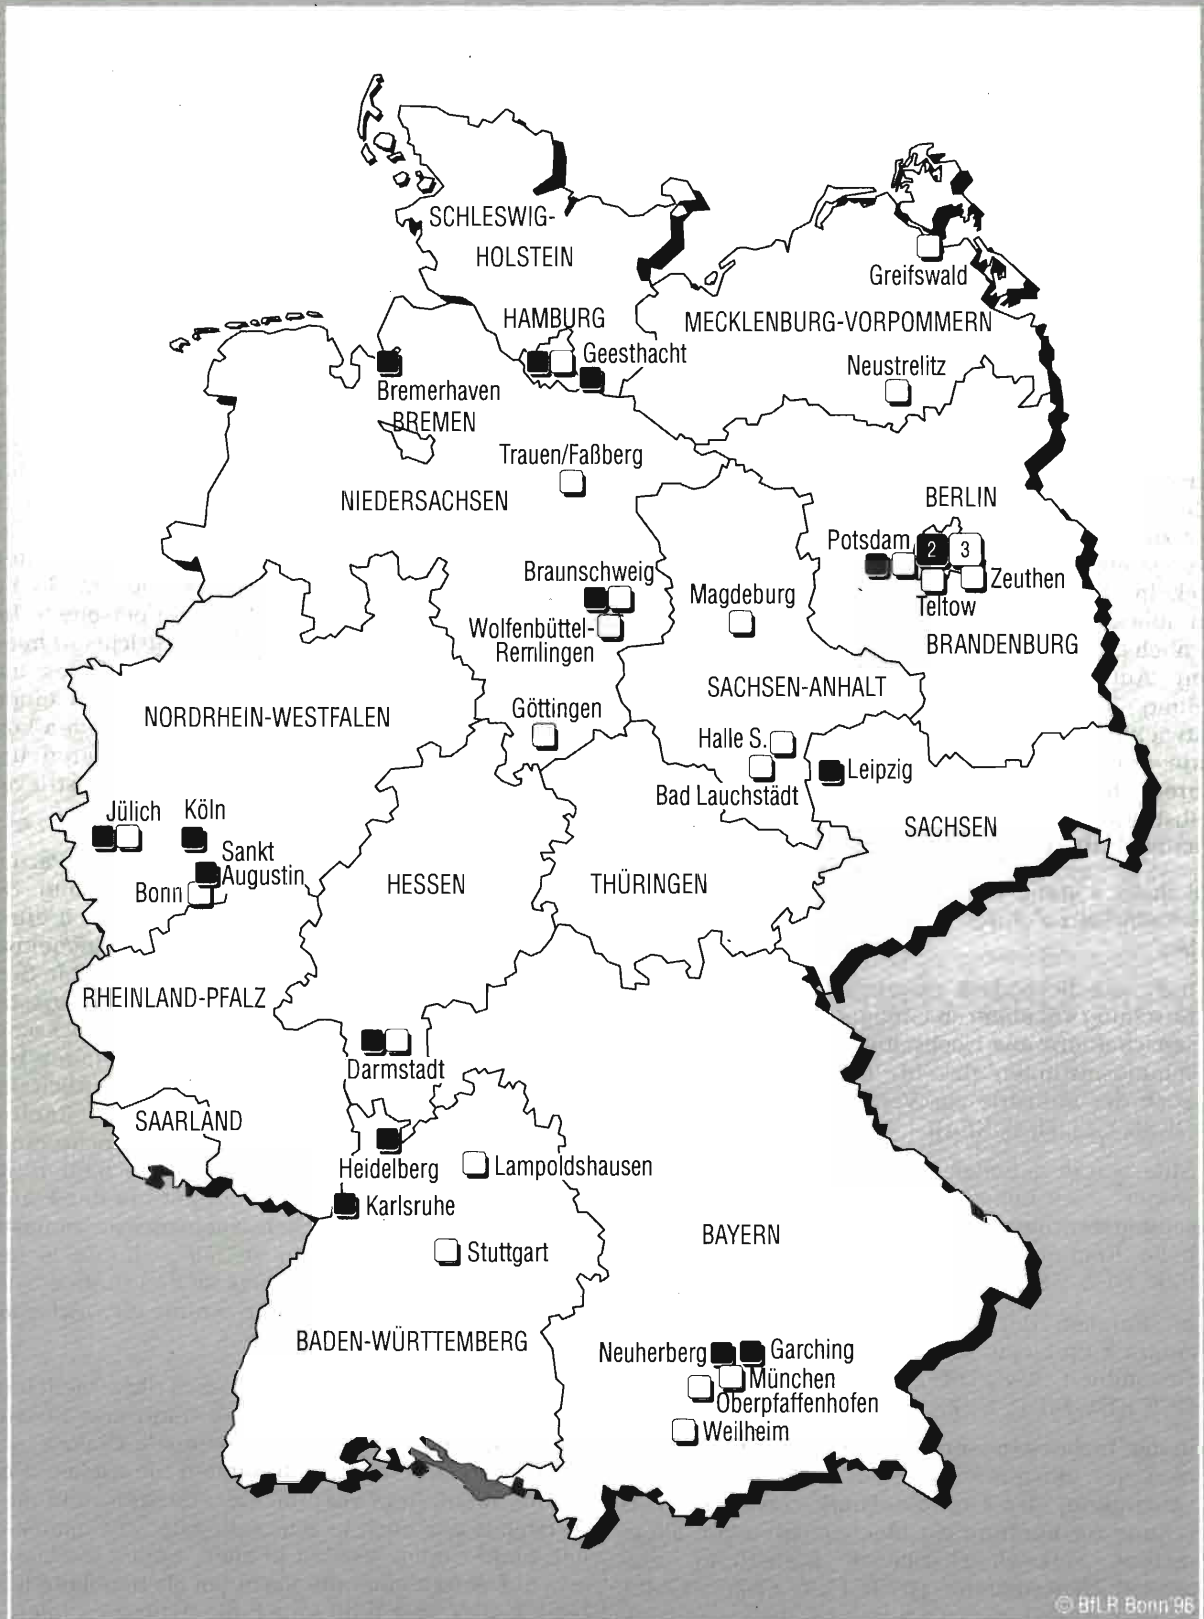 SCHLESWIG-
HOLSTEIN
Greifswald
HAMBURG
MECKLENBURG-VORPOMMERN
Geesthacht
Neustrelitz
Bremerhaven
BREMEN
Trauen/Faßberg
NIEDERSACHSEN
BERLIN
Potsdam
2
3
Zeuthen
Teltow
Braunschweig
Magdeburg
Wolfenbüttel-
Remlingen
BRANDENBURG
SACHSEN-ANHALT
NORDRHEIN-WESTFALEN
Göttingen
Halle S.
Leipzig
Bad Lauchstädt
Jülich
Köln
SACHSEN
Sankt
Augustin
Bonn
HESSEN
THÜRINGEN
RHEINLAND-PFALZ
Darmstadt
SAARLAND
Heidelberg
Lampoldshausen
Karlsruhe
BAYERN
Stuttgart
BADEN-WÜRTTEMBERG
Neuherberg
Garching
München
Oberpfaffenhofen
Weilheim
© BfLR Bonn'96